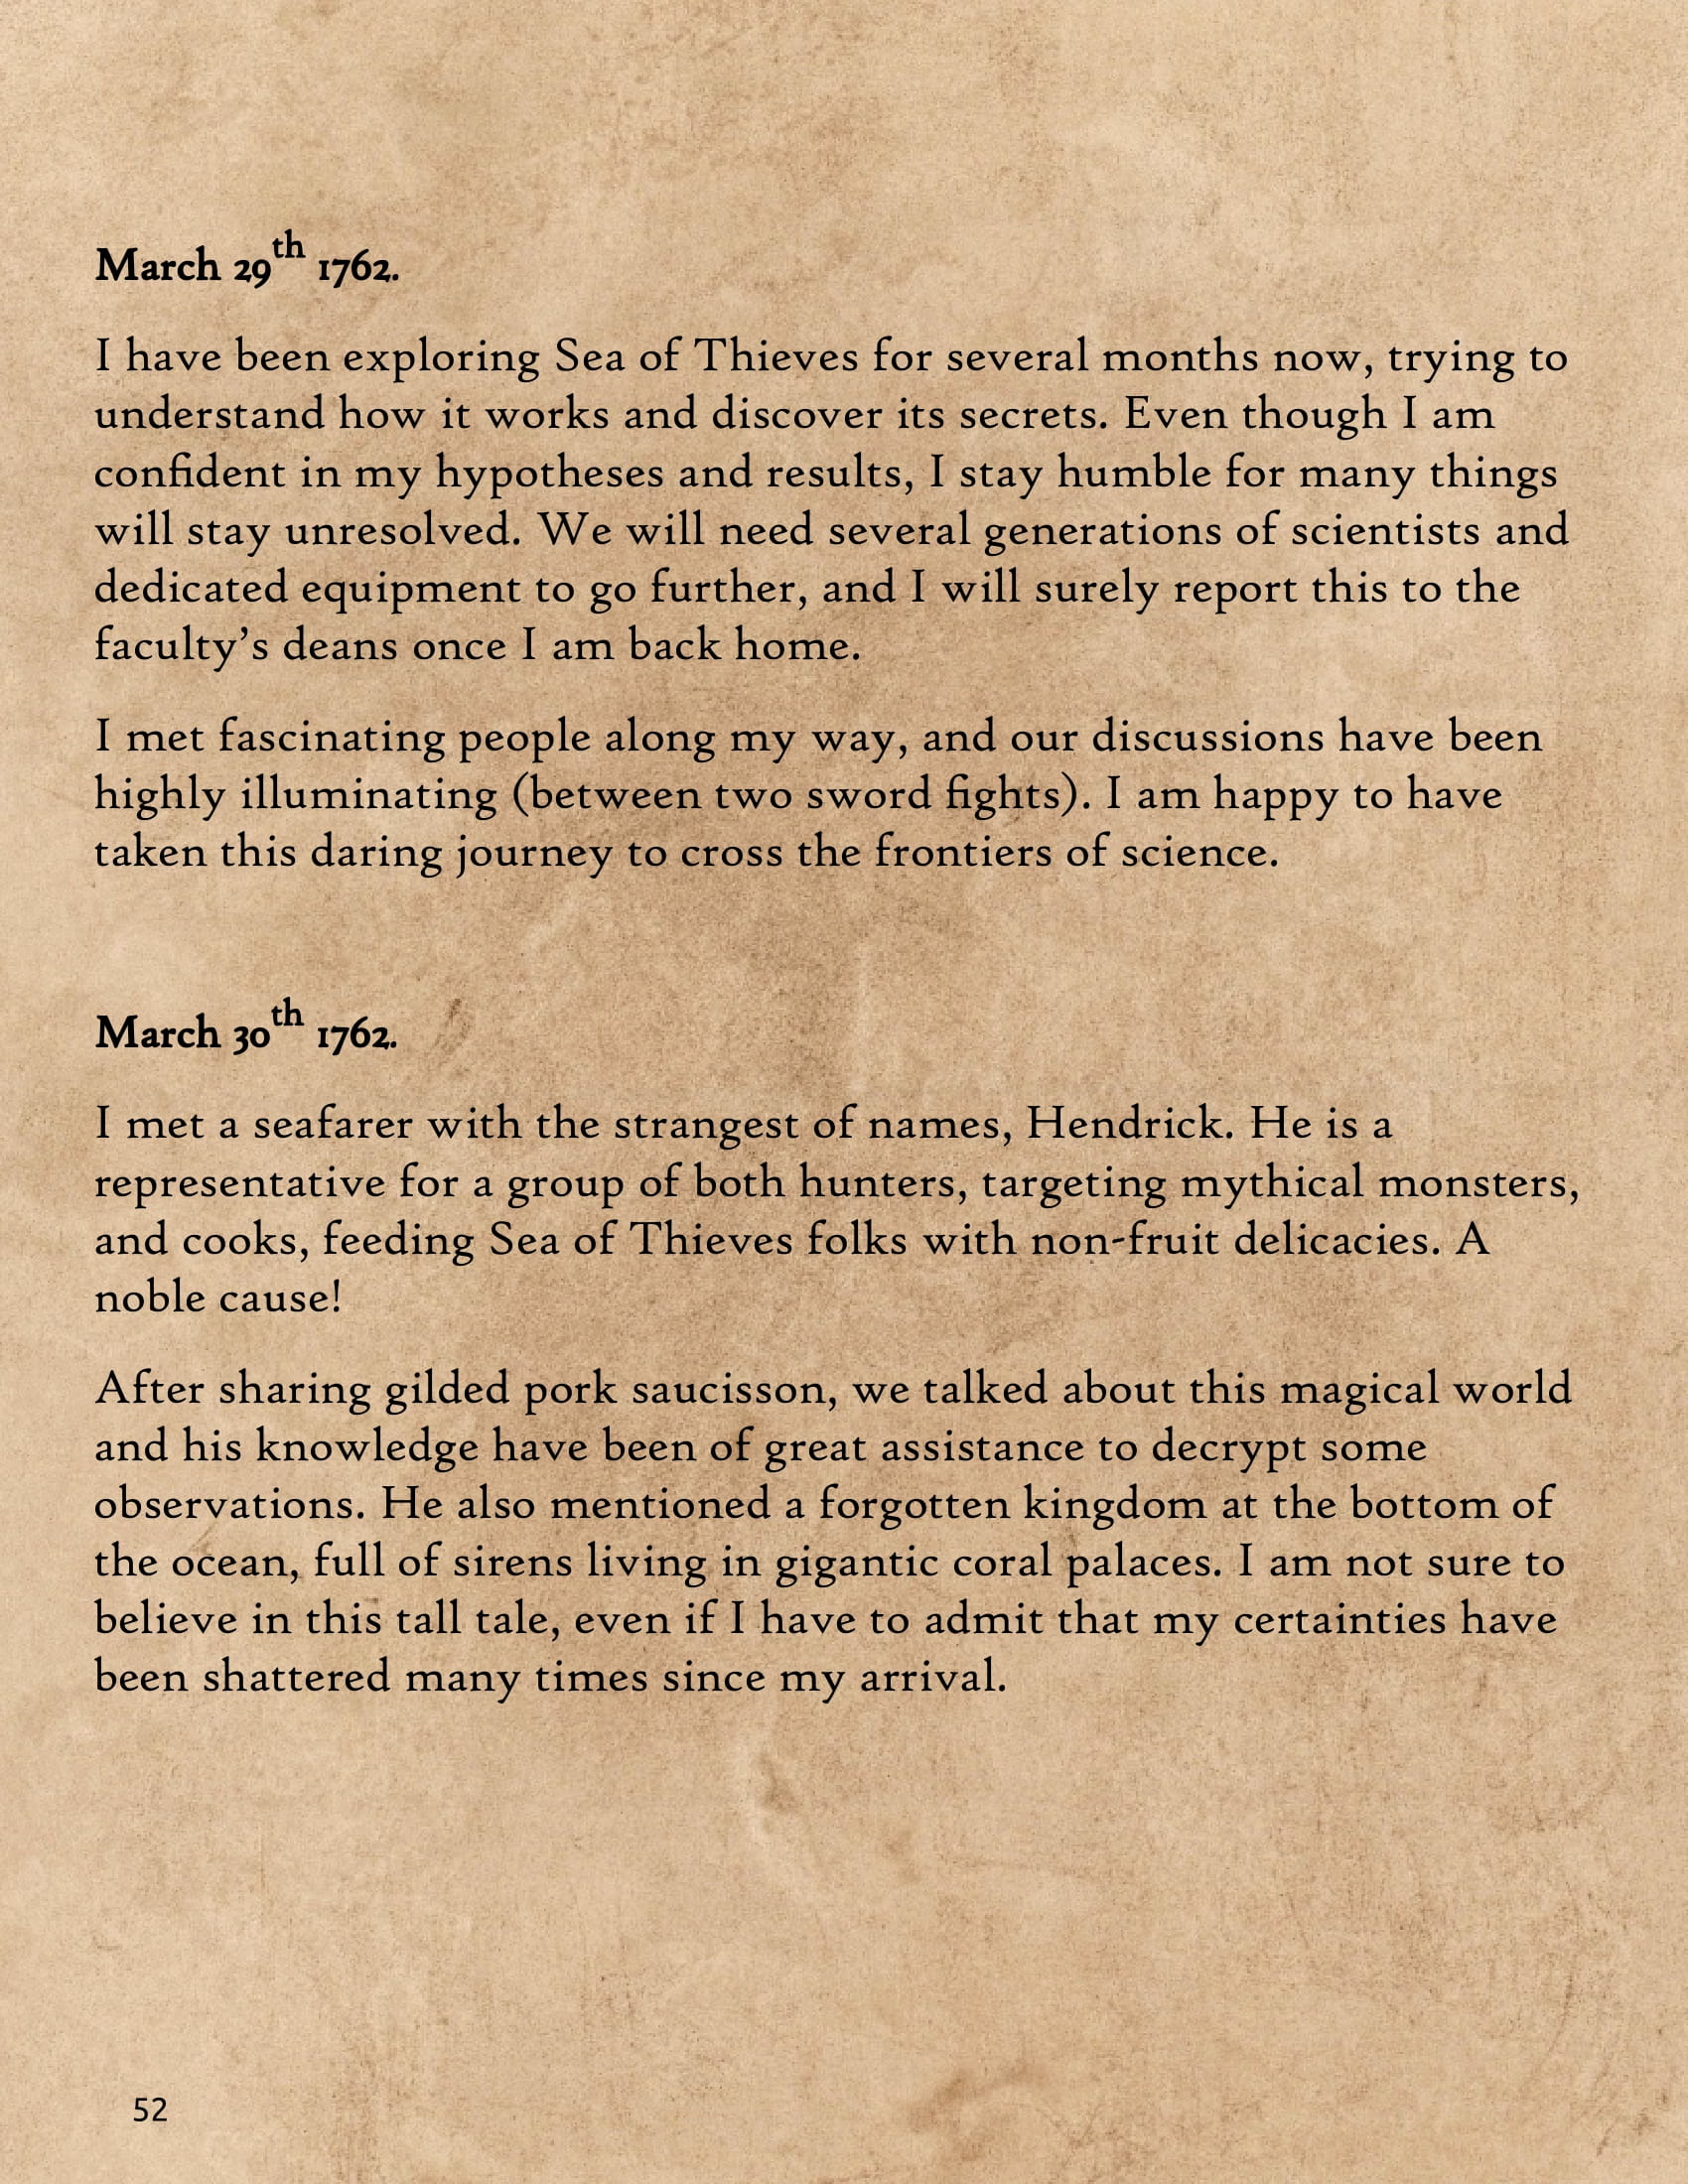 March 29th 1762.
I have been exploring Sea of Thieves for several months now, trying to
understand how it works and discover its secrets. Even though I am
confident in my hypotheses and results, I stay humble for many things
will stay unresolved. We will need several generations of scientists and
dedicated equipment to go further, and I will surely report this to the
faculty’s deans once I am back home.
I met fascinating people along my way, and our discussions have been
highly illuminating (between two sword fights). I am happy to have
taken this daring journey to cross the frontiers of science.
March 30th 1762.
I met a seafarer with the strangest of names, Hendrick. He is a
representative for a group of both hunters, targeting mythical monsters,
and cooks, feeding Sea of Thieves folks with non-fruit delicacies. A
noble cause!
After sharing gilded pork saucisson, we talked about this magical world
and his knowledge have been of great assistance to decrypt some
observations. He also mentioned a forgotten kingdom at the bottom of
the ocean, full of sirens living in gigantic coral palaces. I am not sure to
believe in this tall tale, even if I have to admit that my certainties have
been shattered many times since my arrival.
52